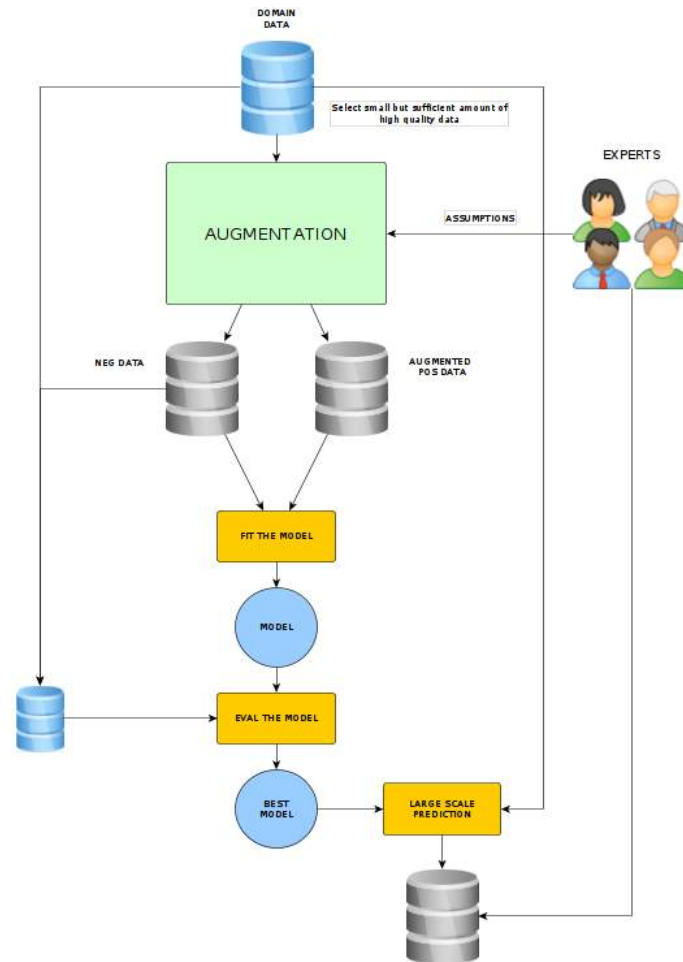 DOMAIN
DATA
Select small but sufficient amount of
high quality data
EXPERTS
ASSUMPTIONS
AUGMENTATION
NEG DATA
AUGMENTED
POS DATA
FIT THE MODEL
MODEL
EVAL THE MODEL
BEST
MODEL
LARGE SCALE
PREDICTION